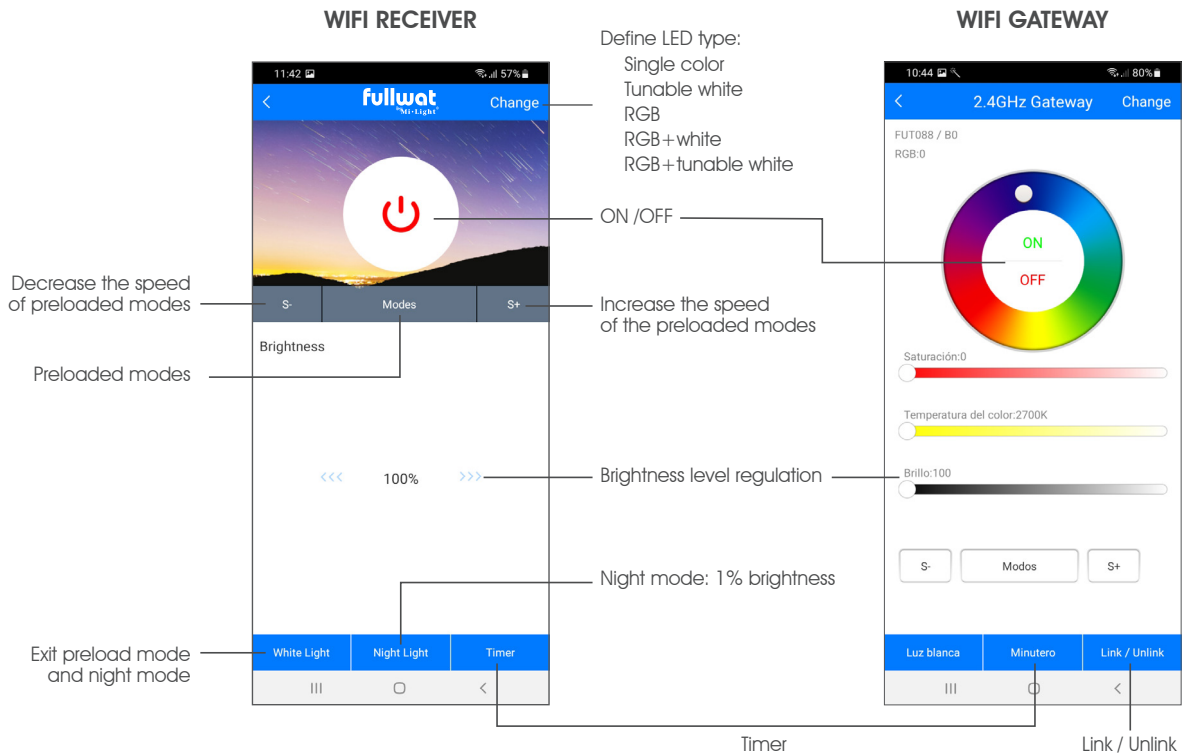 WIFI RECEIVER
WIFI GATEWAY
Define LED type:
Single color
Tunable white
RGB
RGB+white
RGB+tunable white
ON /OFF
Decrease the speed
of preloaded modes
Increase the speed
of the preloaded modes
Preloaded modes
Brightness level regulation
Night mode: 1% brightness
Exit preload mode
and night mode
Timer
Link / Unlink
11:42
57%
fullwat
by Mi·Light
Change
S-
Modes
S+
Brightness
<<<
100%
>>>
White Light
Night Light
Timer
10:44
80%
2.4GHz Gateway
Change
FUT088 / B0
RGB:0
ON
OFF
Saturación:0
Temperatura del color:2700K
Brillo:100
S-
Modos
S+
Luz blanca
Minutero
Link / Unlink